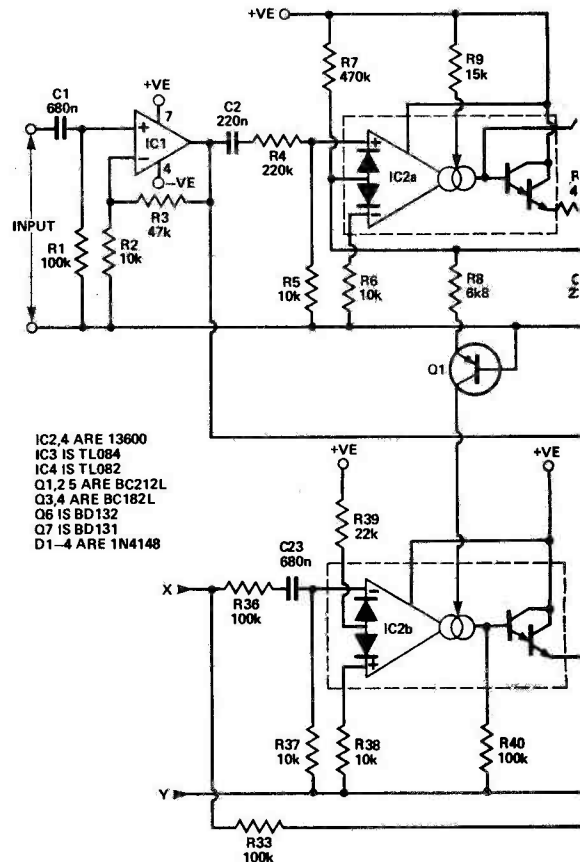 +VE
R7
470k
R9
15k
C1
680n
+VE
7
C2
220n
+
IC1
−
4
−VE
R4
220k
+
IC2a
−
R3
47k
INPUT
R1
100k
R2
10k
R5
10k
R6
10k
R8
6k8
R
4
C
2
Q1
IC2,4 ARE 13600
IC3 IS TL084
IC4 IS TL082
Q1,2 5 ARE BC212L
Q3,4 ARE BC182L
Q6 IS BD132
Q7 IS BD131
D1–4 ARE 1N4148
+VE
+VE
R39
22k
C23
680n
X
R36
100k
−
IC2b
+
R37
10k
R38
10k
R40
100k
Y
R33
100k